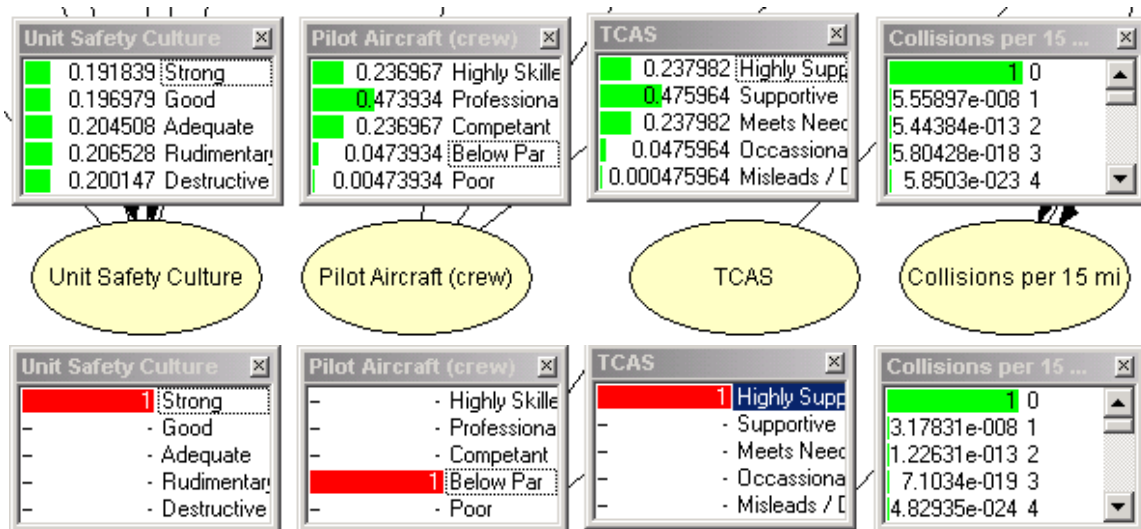 Unit Safety Culture
0.191839 Strong
0.196979 Good
0.204508 Adequate
0.206528 Rudimentary
0.200147 Destructive
Pilot Aircraft (crew)
0.236967 Highly Skille
0.473934 Professiona
0.236967 Competant
0.0473934 Below Par
0.00473934 Poor
TCAS
0.237982 Highly Supp
0.475964 Supportive
0.237982 Meets Need
0.0475964 Occassiona
0.000475964 Misleads / D
Collisions per 15 ...
1 0
5.55897e-008 1
5.44384e-013 2
5.80428e-018 3
5.8503e-023 4
Unit Safety Culture
Pilot Aircraft (crew)
TCAS
Collisions per 15 mi
Unit Safety Culture
1 Strong
- - Good
- - Adequate
- - Rudimentary
- - Destructive
Pilot Aircraft (crew)
- - Highly Skille
- - Professiona
- - Competant
1 Below Par
- - Poor
TCAS
1 Highly Supp
- - Supportive
- - Meets Need
- - Occassiona
- - Misleads / D
Collisions per 15 ...
1 0
3.17831e-008 1
1.22631e-013 2
7.1034e-019 3
4.82935e-024 4